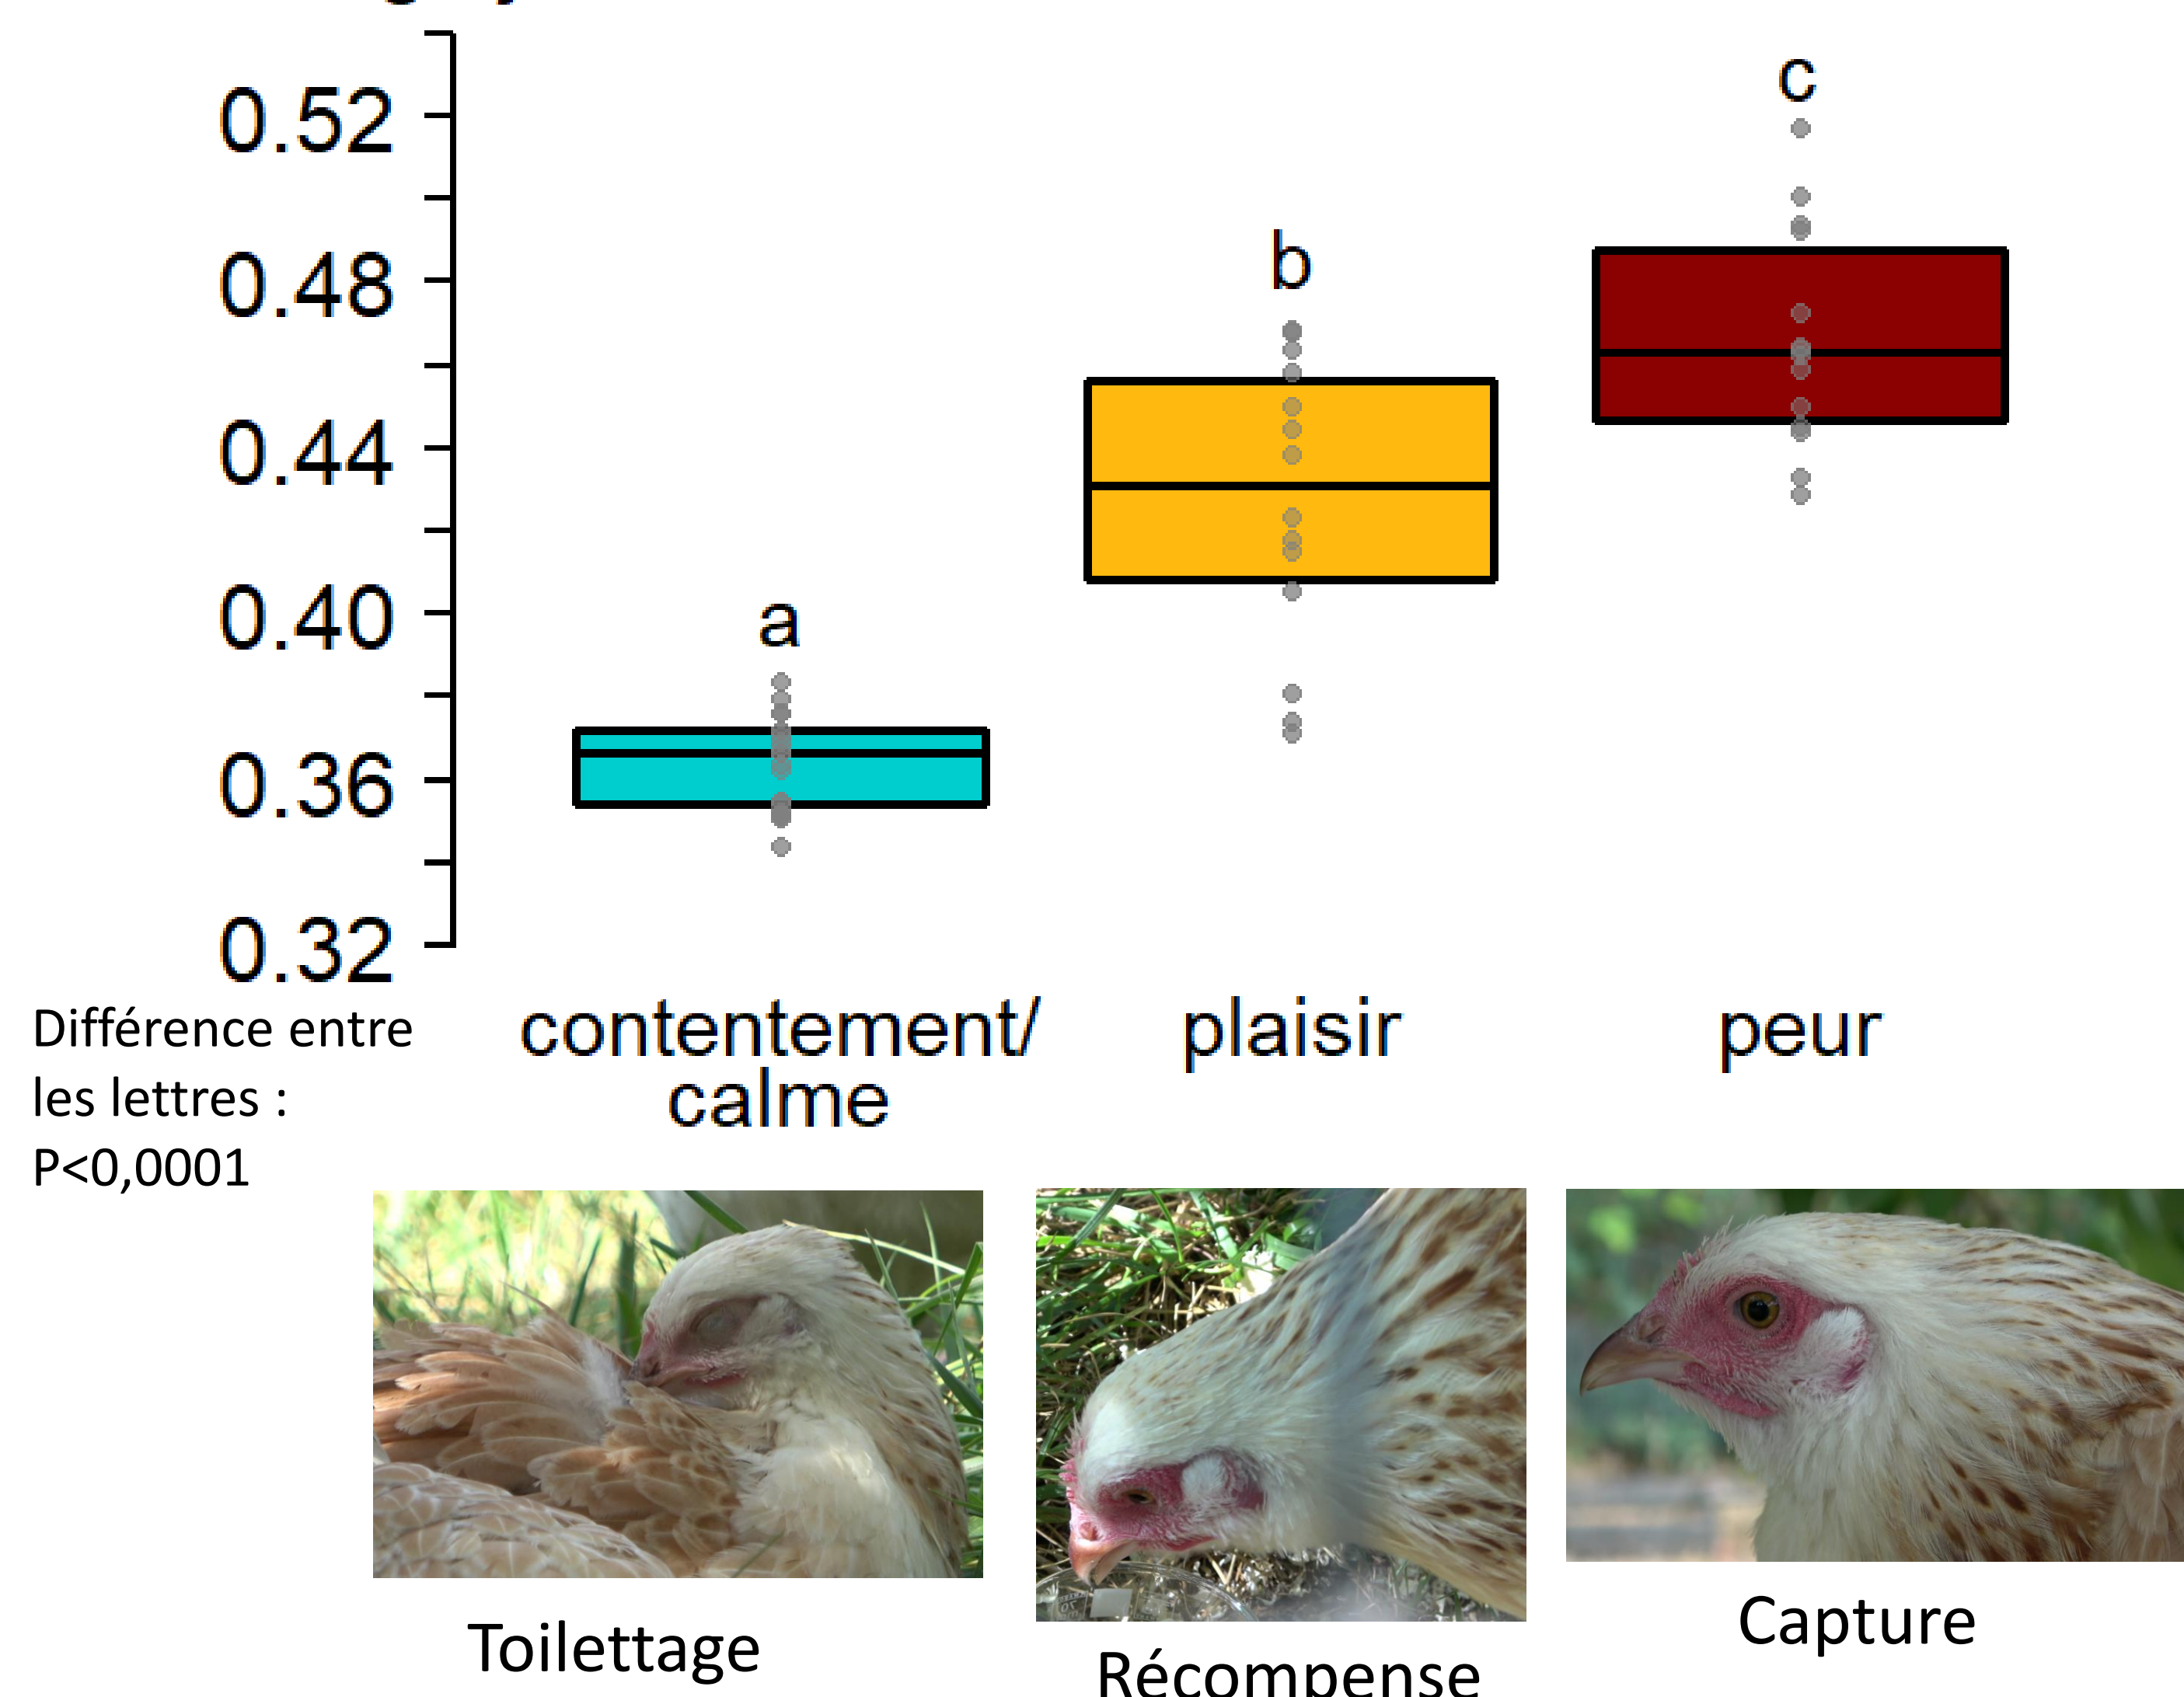 0.52
c
0.48
b
0.44
0.40
a
0.36
0.32
contentement/
calme
plaisir
peur
Différence entre
les lettres :
P<0,0001
Toilettage
Récompense
Capture